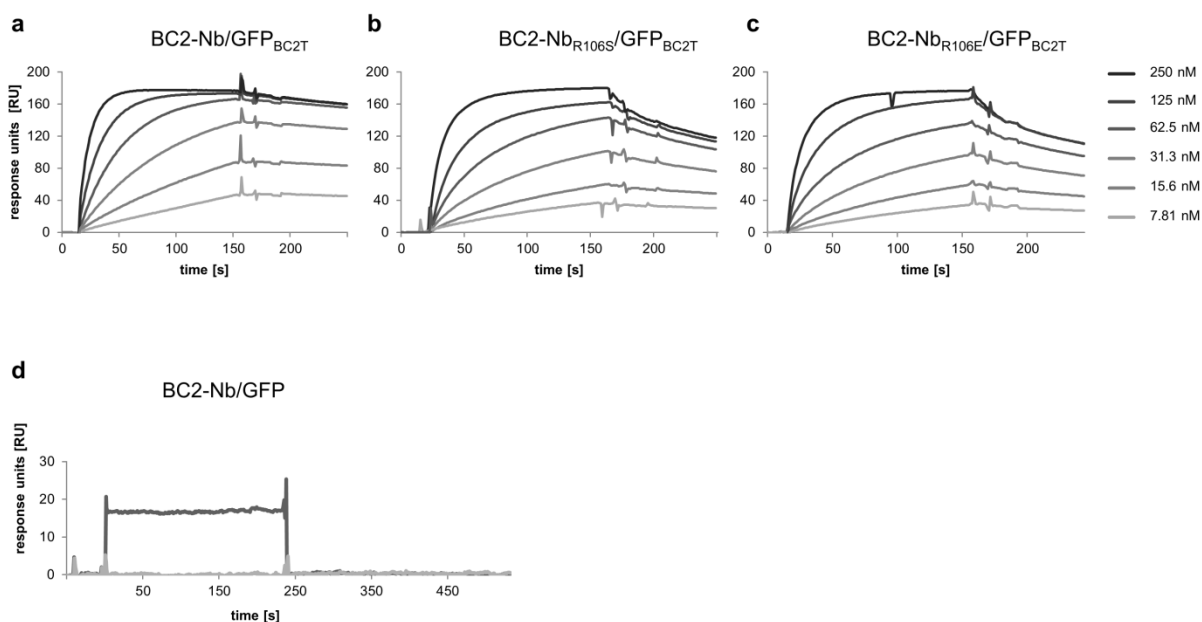 a
BC2-Nb/GFPBC2T
response units [RU]
200
160
120
80
40
0
0 50 100 150 200
time [s]
b
BC2-NbR106S/GFPBC2T
200
160
120
80
40
0
0 50 100 150 200
time [s]
c
BC2-NbR106E/GFPBC2T
200
160
120
80
40
0
0 50 100 150 200
time [s]
250 nM
125 nM
62.5 nM
31.3 nM
15.6 nM
7.81 nM
d
BC2-Nb/GFP
response units [RU]
30
20
10
0
50 150 250 350 450
time [s]